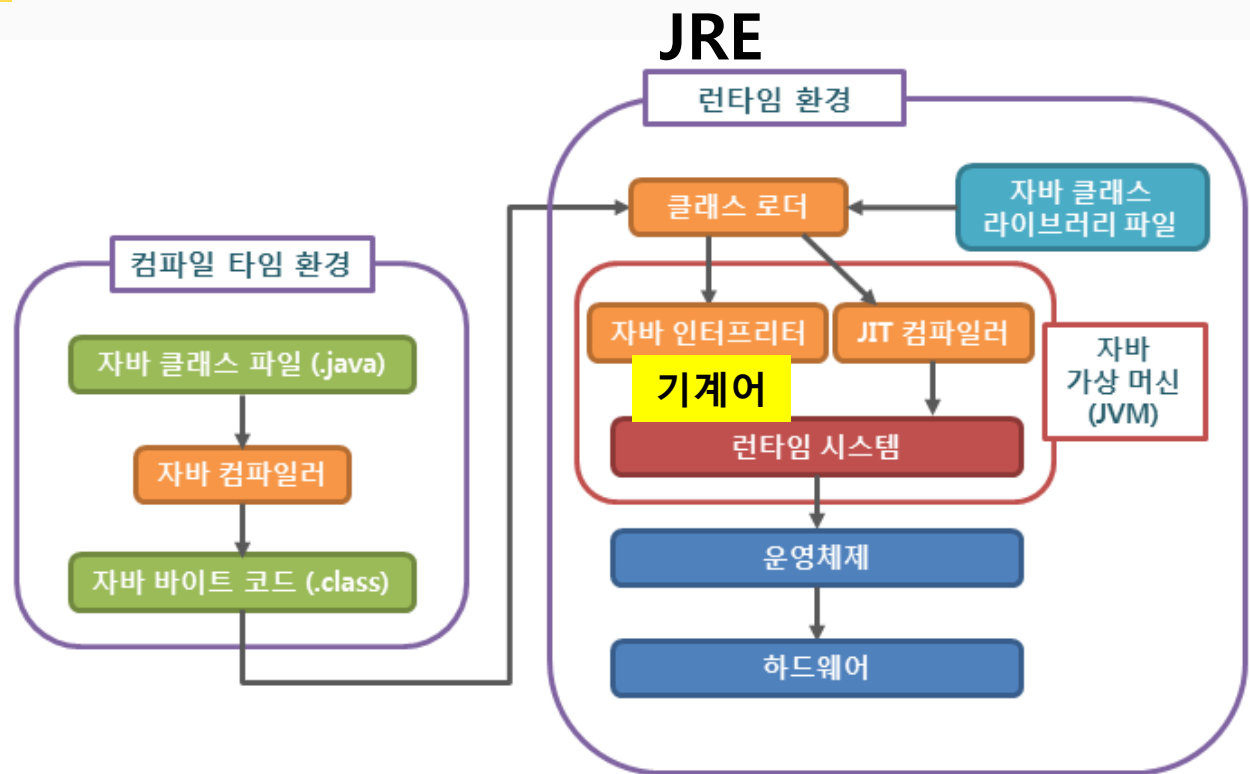 JRE
런타임 환경
클래스 로더
자바 클래스
라이브러리 파일
컴파일 타임 환경
자바 클래스 파일 (.java)
자바 컴파일러
자바 바이트 코드 (.class)
자바 인터프리터
JIT 컴파일러
자바
가상 머신
(JVM)
기계어
런타임 시스템
운영체제
하드웨어